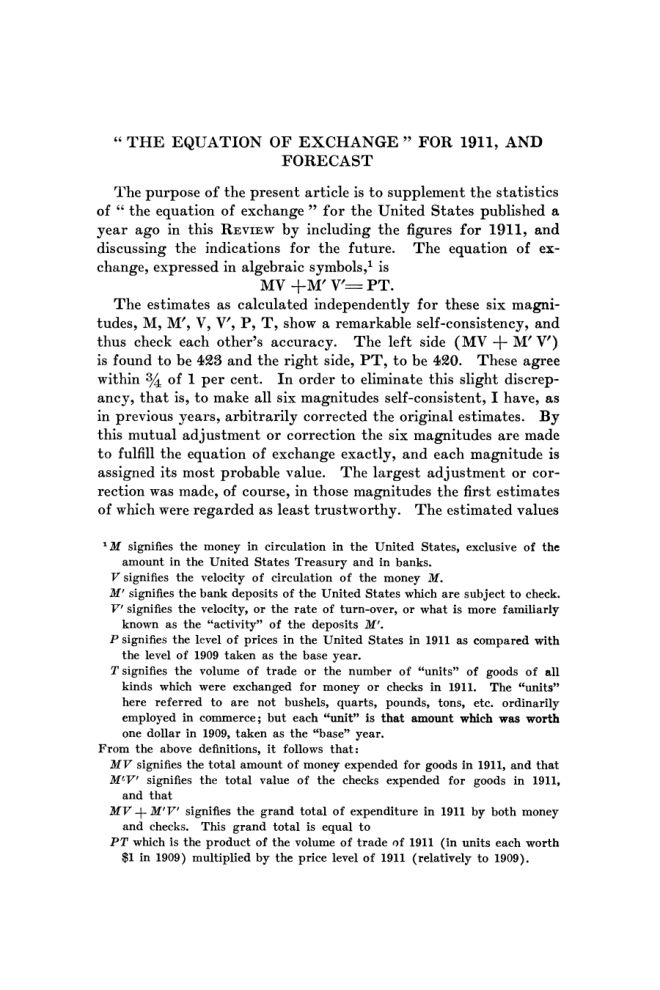 “ THE EQUATION OF EXCHANGE ” FOR 1911, AND
FORECAST
The purpose of the present article is to supplement the statistics
of “ the equation of exchange ” for the United States published a
year ago in this REVIEW by including the figures for 1911, and
discussing the indications for the future. The equation of ex-
change, expressed in algebraic symbols,¹ is
MV + M′ V′ = PT.
The estimates as calculated independently for these six magni-
tudes, M, M′, V, V′, P, T, show a remarkable self-consistency, and
thus check each other’s accuracy. The left side (MV + M′ V′)
is found to be 423 and the right side, PT, to be 420. These agree
within ¾ of 1 per cent. In order to eliminate this slight discrep-
ancy, that is, to make all six magnitudes self-consistent, I have, as
in previous years, arbitrarily corrected the original estimates. By
this mutual adjustment or correction the six magnitudes are made
to fulfill the equation of exchange exactly, and each magnitude is
assigned its most probable value. The largest adjustment or cor-
rection was made, of course, in those magnitudes the first estimates
of which were regarded as least trustworthy. The estimated values
¹ M signifies the money in circulation in the United States, exclusive of the
amount in the United States Treasury and in banks.
V signifies the velocity of circulation of the money M.
M′ signifies the bank deposits of the United States which are subject to check.
V′ signifies the velocity, or the rate of turn-over, or what is more familiarly
known as the “activity” of the deposits M′.
P signifies the level of prices in the United States in 1911 as compared with
the level of 1909 taken as the base year.
T signifies the volume of trade or the number of “units” of goods of all
kinds which were exchanged for money or checks in 1911. The “units”
here referred to are not bushels, quarts, pounds, tons, etc. ordinarily
employed in commerce; but each “unit” is that amount which was worth
one dollar in 1909, taken as the “base” year.
From the above definitions, it follows that:
MV signifies the total amount of money expended for goods in 1911, and that
M′V′ signifies the total value of the checks expended for goods in 1911,
and that
MV + M′V′ signifies the grand total of expenditure in 1911 by both money
and checks. This grand total is equal to
PT which is the product of the volume of trade of 1911 (in units each worth
$1 in 1909) multiplied by the price level of 1911 (relatively to 1909).